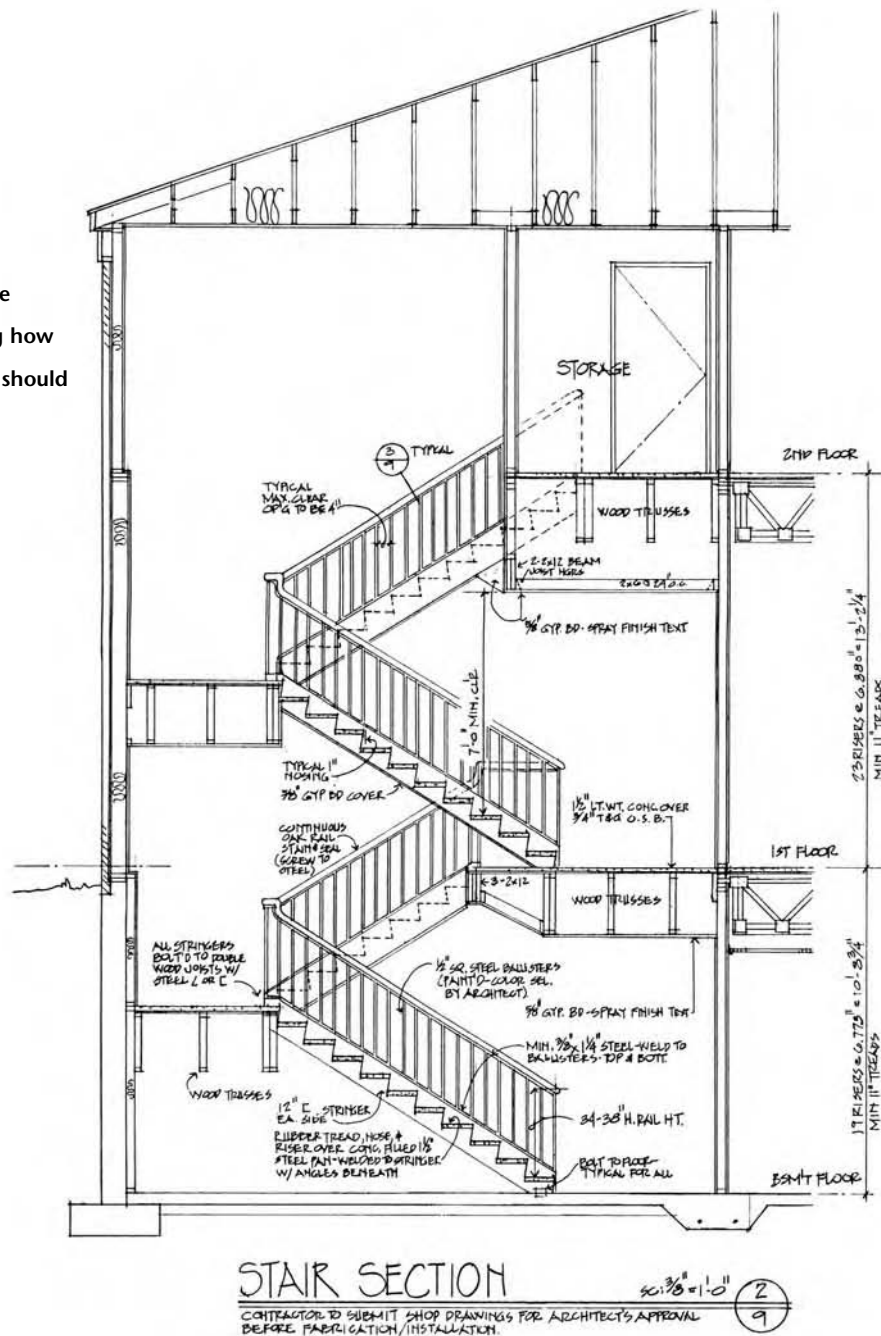 e
g how
should
STORAGE
3
9
TYPICAL
TYPICAL
MAX. CLEAR
OP'G TO BE 4"
2ND FLOOR
WOOD TRUSSES
2-2x12 BEAM
JOIST HGRS
2x6 @ 24" O.C.
5/8" GYP. BD-SPRAY FINISH TEXT
7'-0" MIN. CLR
23 RISERS @ 6.880" = 13'-2 1/4"
MIN 11" TREADS
TYPICAL 1"
NOSING
5/8" GYP BD COVER
1 1/2" LT. WT. CONC. OVER
3/4" T&G O.S.B.
CONTINUOUS
OAK RAIL
STAIN & SEAL
(SCREW TO
STEEL)
1ST FLOOR
3-2x12
WOOD TRUSSES
ALL STRINGERS
BOLT'D TO DOUBLE
WOOD JOISTS W/
STEEL L OR C
1/2" SQ. STEEL BALLISTERS
(PAINT'D-COLOR SEL.
BY ARCHITECT)
5/8" GYP. BD-SPRAY FINISH TEXT
19 RISERS @ 6.773" = 10'-8 3/4"
MIN 11" TREADS
MIN. 3/8" x 1 1/4" STEEL-WELD TO
BALLISTERS-TOP & BOTT
WOOD TRUSSES
12" C STRINGER
EA. SIDE
34-38" H. RAIL HT.
RUBBER TREAD, NOSE, &
RISER OVER CONC. FILLED 1 1/2"
STEEL PAN-WELDED TO STRINGER
W/ ANGLES BENEATH
BOLT TO FLOOR
TYPICAL FOR ALL
BSM'T FLOOR
STAIR SECTION
SC: 3/8" = 1'-0"
2
9
CONTRACTOR TO SUBMIT SHOP DRAWINGS FOR ARCHITECT'S APPROVAL
BEFORE FABRICATION/INSTALLATION.